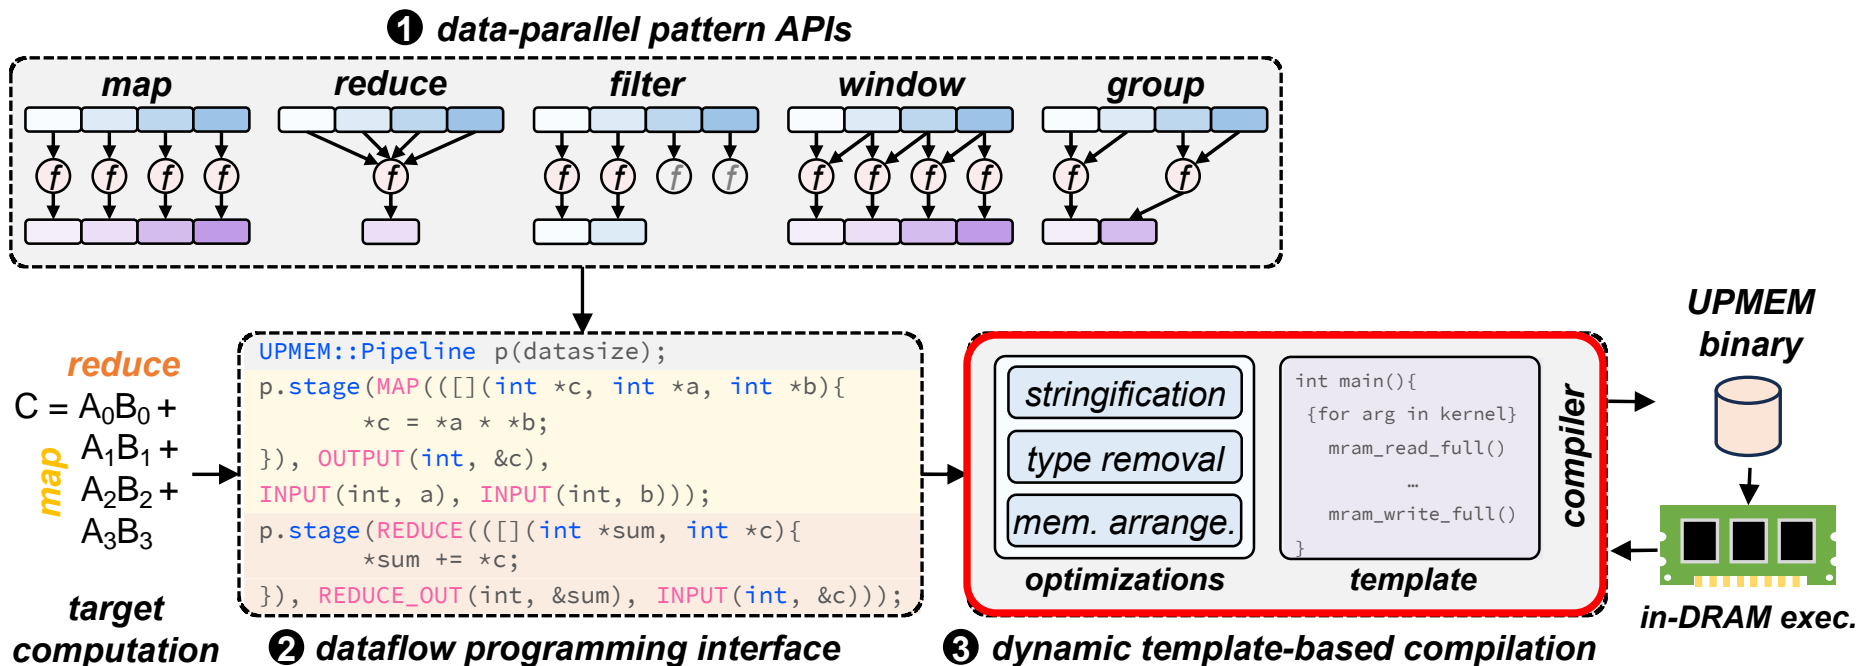 1 data-parallel pattern APIs
map reduce filter window group
f f f f f f f f f f f f f f f
reduce
C = A0B0 +
A1B1 +
A2B2 +
A3B3
map
target
computation
UPMEM::Pipeline p(datasize);
p.stage(MAP(([](int *c, int *a, int *b){
*c = *a * *b;
}), OUTPUT(int, &c),
INPUT(int, a), INPUT(int, b)));
p.stage(REDUCE(([](int *sum, int *c){
*sum += *c;
}), REDUCE_OUT(int, &sum), INPUT(int, &c)));
2 dataflow programming interface
stringification
type removal
mem. arrange.
optimizations
int main(){
{for arg in kernel}
mram_read_full()
…
mram_write_full()
}
template
compiler
3 dynamic template-based compilation
UPMEM
binary
in-DRAM exec.